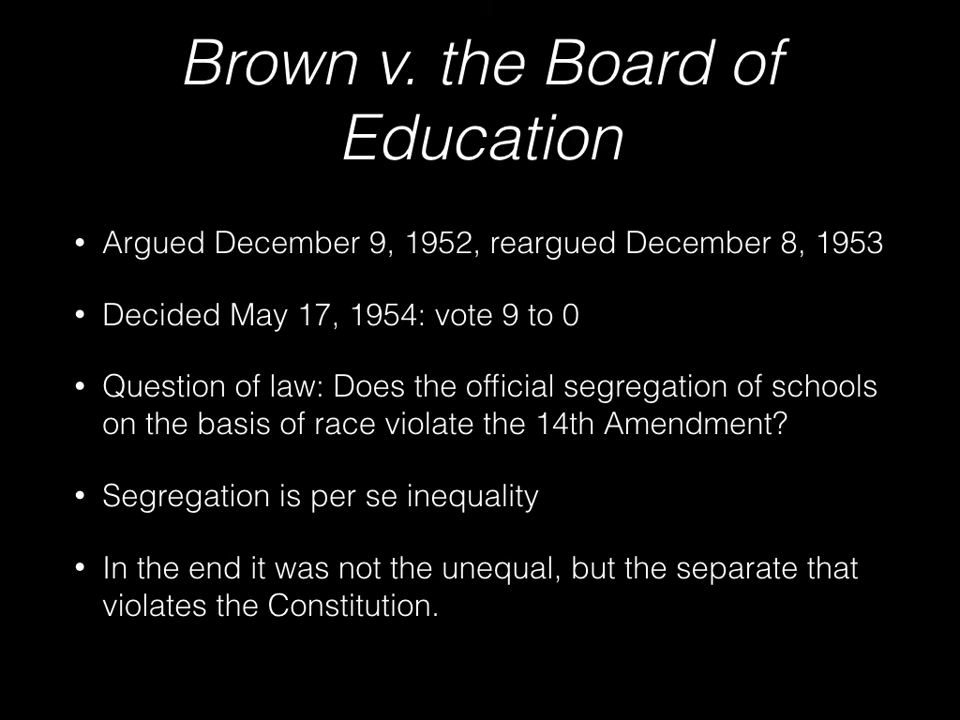 Brown v. the Board of
Education
• Argued December 9, 1952, reargued December 8, 1953
• Decided May 17, 1954: vote 9 to 0
• Question of law: Does the official segregation of schools
on the basis of race violate the 14th Amendment?
• Segregation is per se inequality
• In the end it was not the unequal, but the separate that
violates the Constitution.